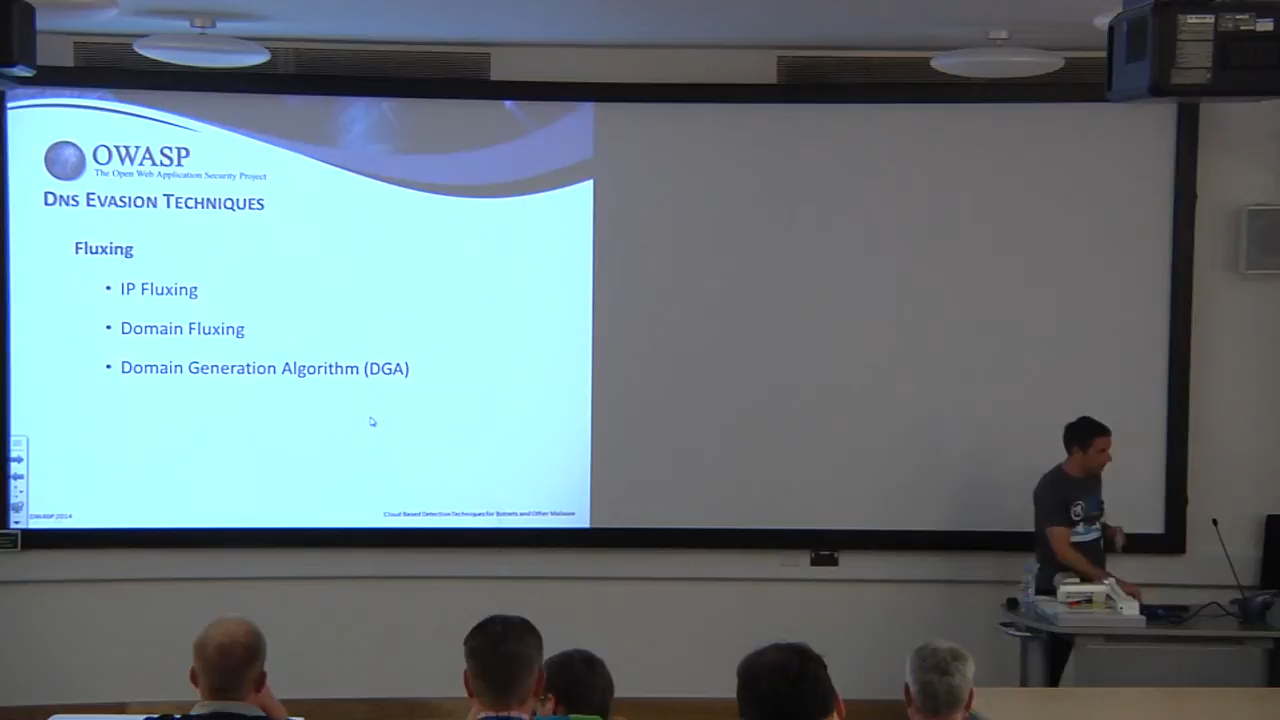 OWASP
The Open Web Application Security Project
DNS EVASION TECHNIQUES
Fluxing
• IP Fluxing
• Domain Fluxing
• Domain Generation Algorithm (DGA)
OWASP 2014
Cloud Based Detection Techniques for Botnets and Other Malware